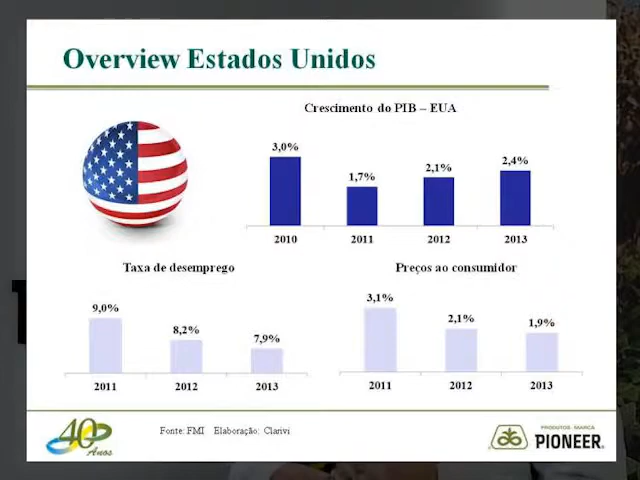 Overview Estados Unidos
Crescimento do PIB – EUA
3,0%
1,7%
2,1%
2,4%
2010
2011
2012
2013
Taxa de desemprego
9,0%
8,2%
7,9%
2011
2012
2013
Preços ao consumidor
3,1%
2,1%
1,9%
2011
2012
2013
40
Anos
Fonte: FMI Elaboração: Clarivi
PRODUTOS MARCA
PIONEER